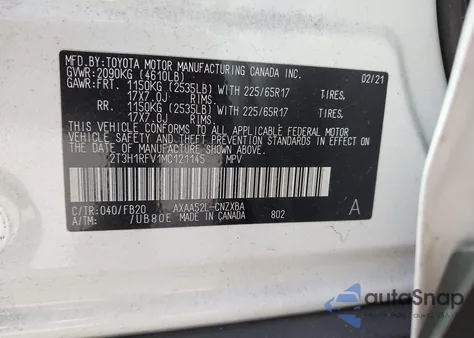 MFD.BY:TOYOTA MOTOR MANUFACTURING CANADA INC.
GVWR:2090KG (4610LB) 02/21
GAWR:FRT. 1150KG (2535LB) WITH 225/65R17 TIRES,
17X7.0J RIMS.
RR. 1150KG (2535LB) WITH 225/65R17 TIRES,
17X7.0J RIMS.
THIS VEHICLE CONFORMS TO ALL APPLICABLE FEDERAL MOTOR
VEHICLE SAFETY, BUMPER, AND THEFT PREVENTION STANDARDS
IN EFFECT ON THE DATE OF MANUFACTURE SHOWN ABOVE.
2T3H1RFV1MC121145 MPV
C/TR:040/FB20 AXAA52L-CNZXBA A
A/TM: /UB80E MADE IN CANADA 802
autoSnap